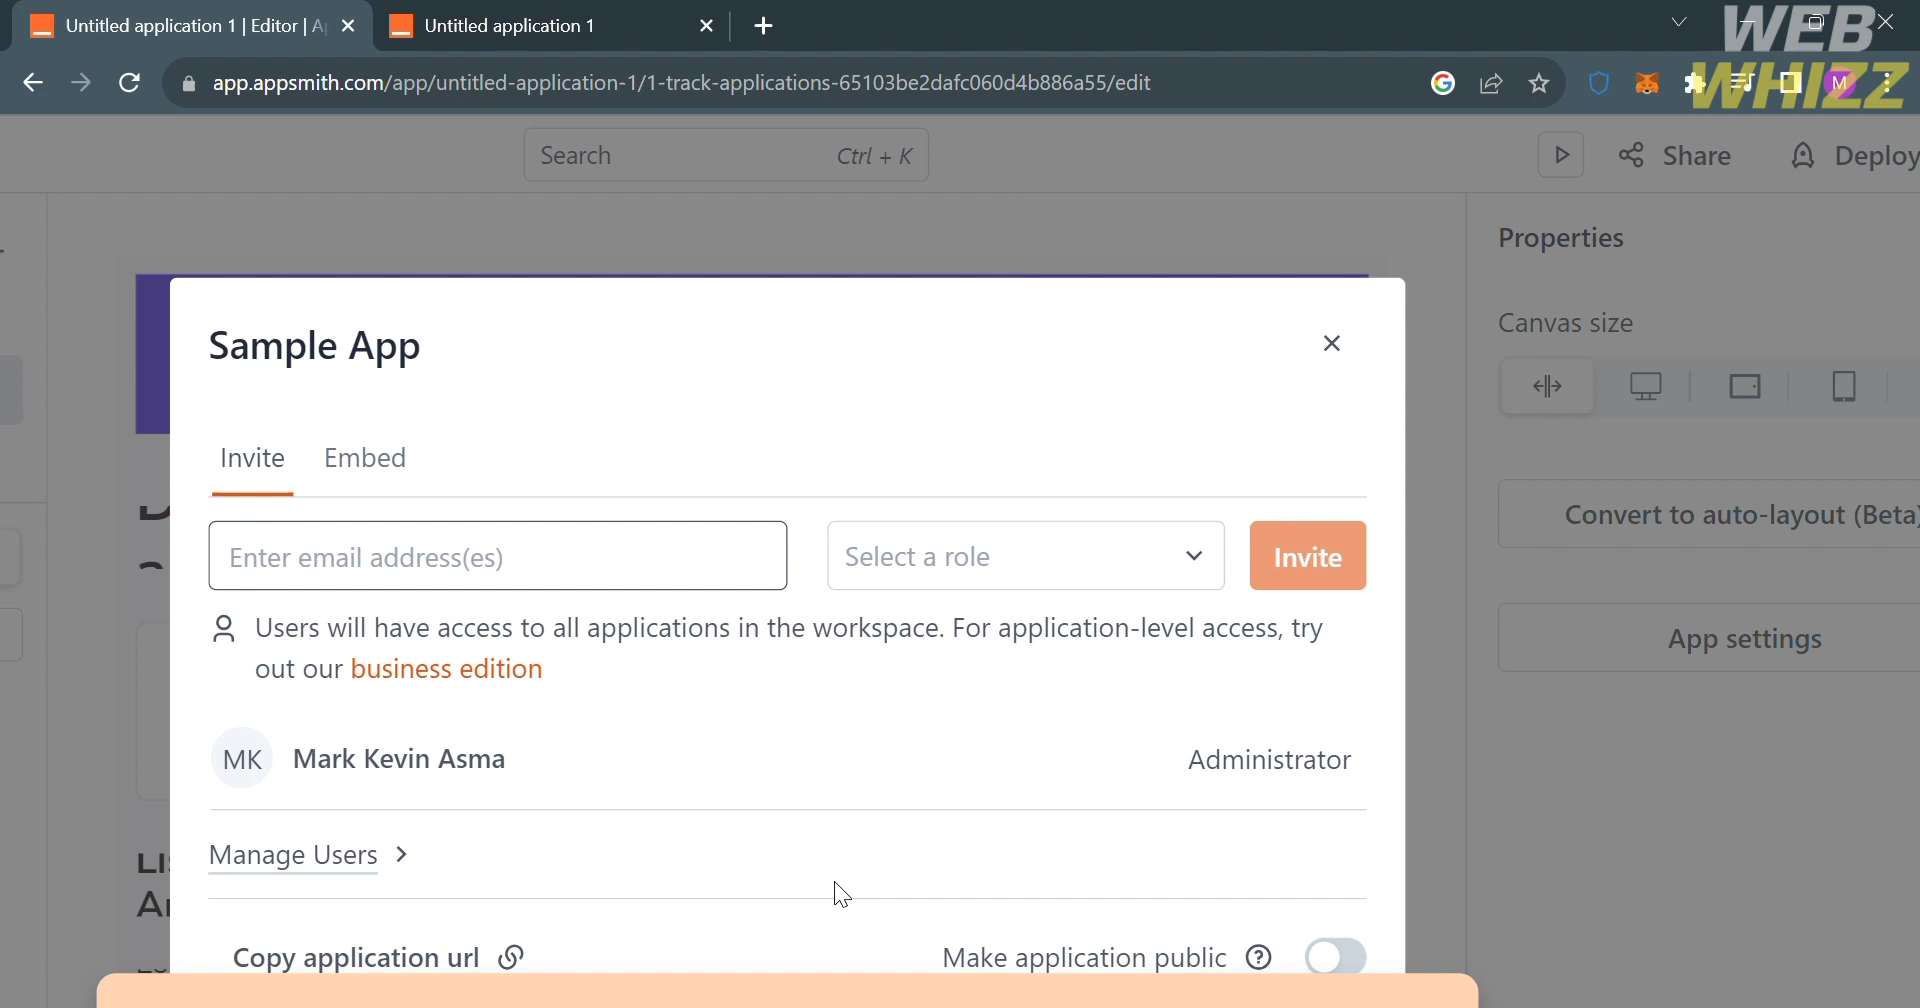 Untitled application 1 | Editor | A
Untitled application 1
WEB
WHIZZ
app.appsmith.com/app/untitled-application-1/1-track-applications-65103be2dafc060d4b886a55/edit
M
Search
Ctrl + K
Share
Deploy
Properties
Canvas size
Sample App
Invite
Embed
Convert to auto-layout (Beta)
Enter email address(es)
Select a role
Invite
Users will have access to all applications in the workspace. For application-level access, try
out our business edition
App settings
MK
Mark Kevin Asma
Administrator
Manage Users
Copy application url
Make application public